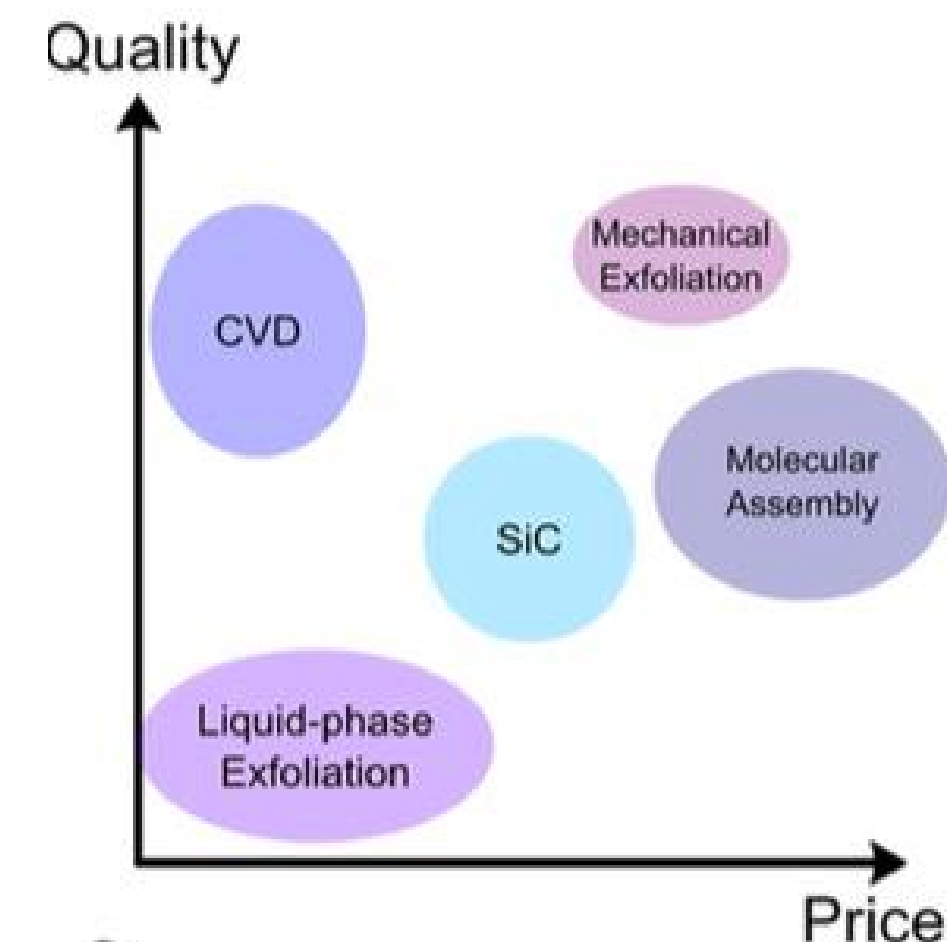 Quality
Mechanical
Exfoliation
CVD
Molecular
Assembly
SiC
Liquid-phase
Exfoliation
Price